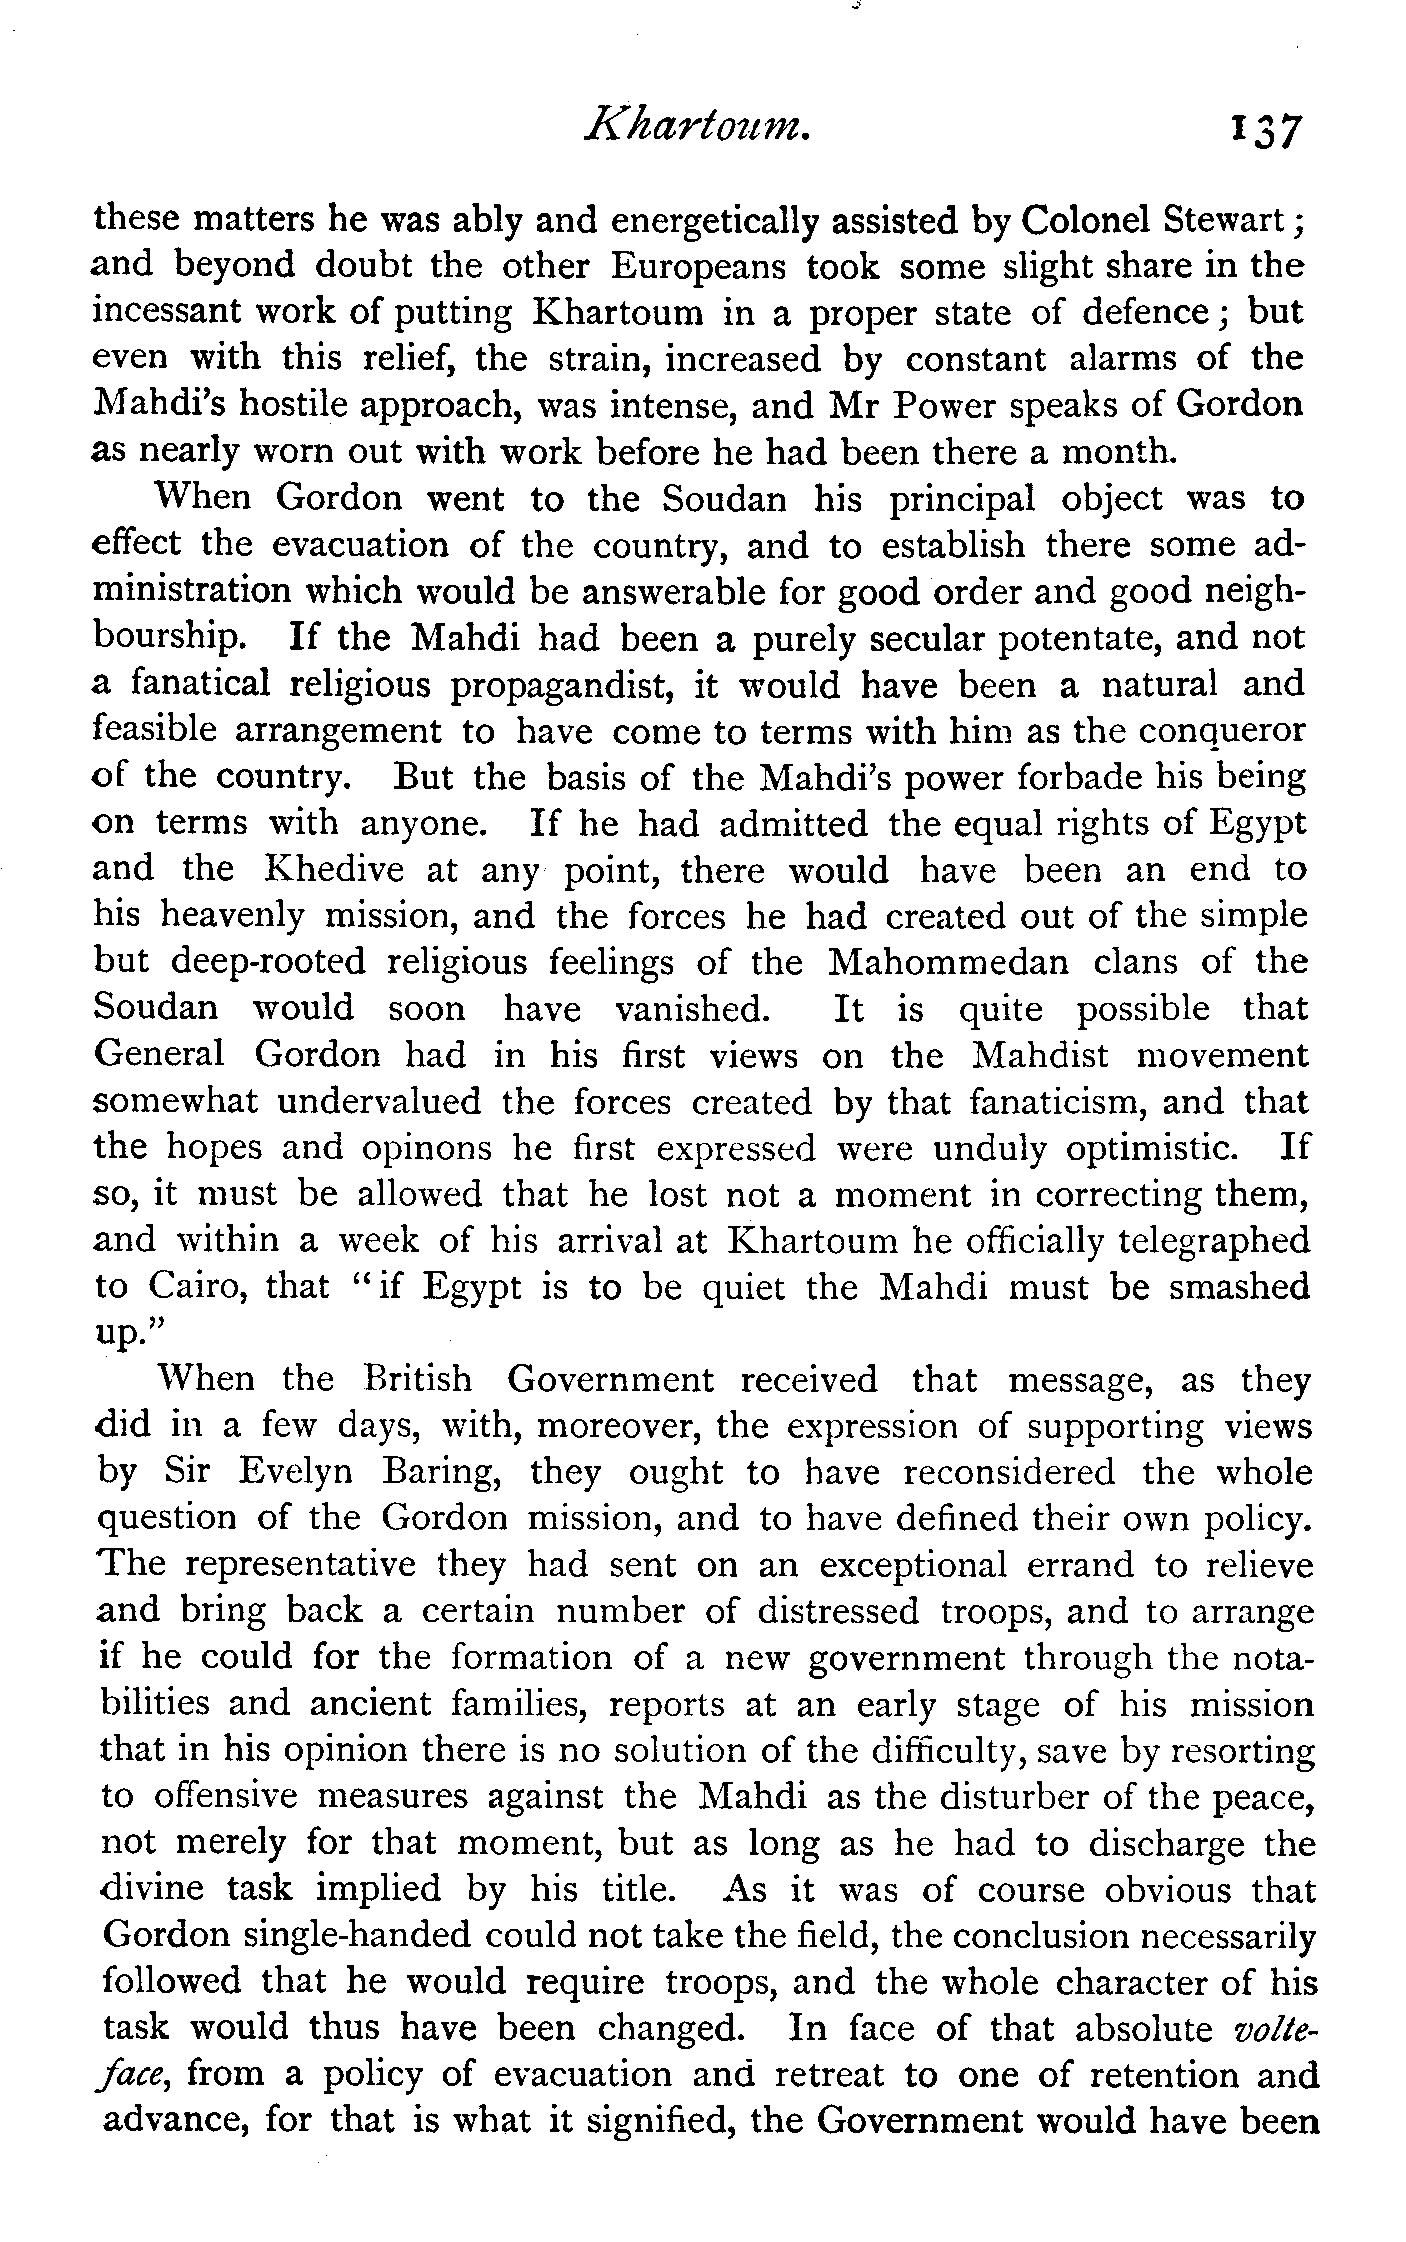 Khartoum. 137
these matters he was ably and energetically assisted by Colonel Stewart;
and beyond doubt the other Europeans took some slight share in the
incessant work of putting Khartoum in a proper state of defence; but
even with this relief, the strain, increased by constant alarms of the
Mahdi's hostile approach, was intense, and Mr Power speaks of Gordon
as nearly worn out with work before he had been there a month.
When Gordon went to the Soudan his principal object was to
effect the evacuation of the country, and to establish there some ad-
ministration which would be answerable for good order and good neigh-
bourship. If the Mahdi had been a purely secular potentate, and not
a fanatical religious propagandist, it would have been a natural and
feasible arrangement to have come to terms with him as the conqueror
of the country. But the basis of the Mahdi's power forbade his being
on terms with anyone. If he had admitted the equal rights of Egypt
and the Khedive at any point, there would have been an end to
his heavenly mission, and the forces he had created out of the simple
but deep-rooted religious feelings of the Mahommedan clans of the
Soudan would soon have vanished. It is quite possible that
General Gordon had in his first views on the Mahdist movement
somewhat undervalued the forces created by that fanaticism, and that
the hopes and opinons he first expressed were unduly optimistic. If
so, it must be allowed that he lost not a moment in correcting them,
and within a week of his arrival at Khartoum he officially telegraphed
to Cairo, that "if Egypt is to be quiet the Mahdi must be smashed
up."
When the British Government received that message, as they
did in a few days, with, moreover, the expression of supporting views
by Sir Evelyn Baring, they ought to have reconsidered the whole
question of the Gordon mission, and to have defined their own policy.
The representative they had sent on an exceptional errand to relieve
and bring back a certain number of distressed troops, and to arrange
if he could for the formation of a new government through the nota-
bilities and ancient families, reports at an early stage of his mission
that in his opinion there is no solution of the difficulty, save by resorting
to offensive measures against the Mahdi as the disturber of the peace,
not merely for that moment, but as long as he had to discharge the
divine task implied by his title. As it was of course obvious that
Gordon single-handed could not take the field, the conclusion necessarily
followed that he would require troops, and the whole character of his
task would thus have been changed. In face of that absolute volte-
face, from a policy of evacuation and retreat to one of retention and
advance, for that is what it signified, the Government would have been